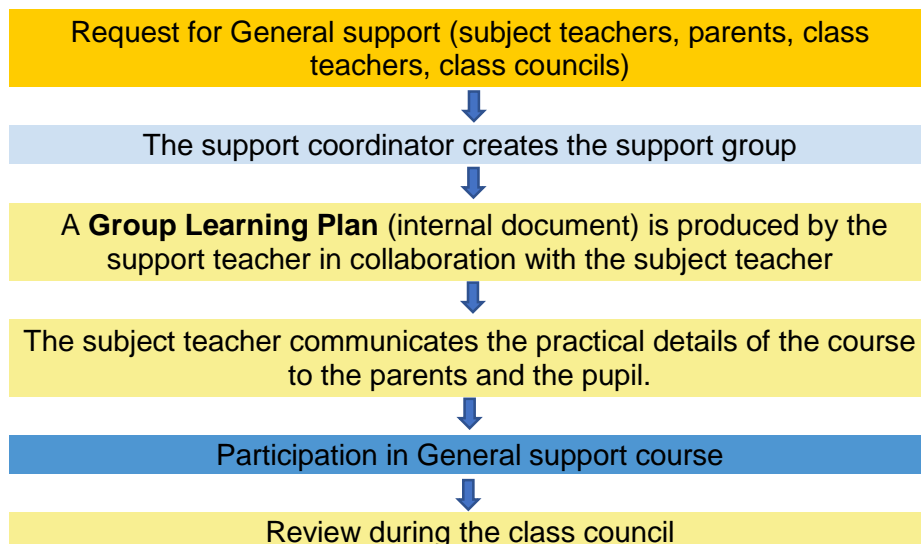 Request for General support (subject teachers, parents, class
teachers, class councils)
The support coordinator creates the support group
A Group Learning Plan (internal document) is produced by the
support teacher in collaboration with the subject teacher
The subject teacher communicates the practical details of the course
to the parents and the pupil.
Participation in General support course
Review during the class council